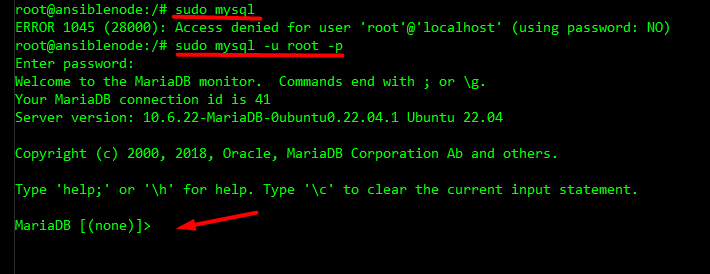 root@ansiblenode:/# sudo mysql
ERROR 1045 (28000): Access denied for user 'root'@'localhost' (using password: NO)
root@ansiblenode:/# sudo mysql -u root -p
Enter password:
Welcome to the MariaDB monitor.  Commands end with ; or \g.
Your MariaDB connection id is 41
Server version: 10.6.22-MariaDB-0ubuntu0.22.04.1 Ubuntu 22.04
Copyright (c) 2000, 2018, Oracle, MariaDB Corporation Ab and others.
Type 'help;' or '\h' for help. Type '\c' to clear the current input statement.
MariaDB [(none)]>